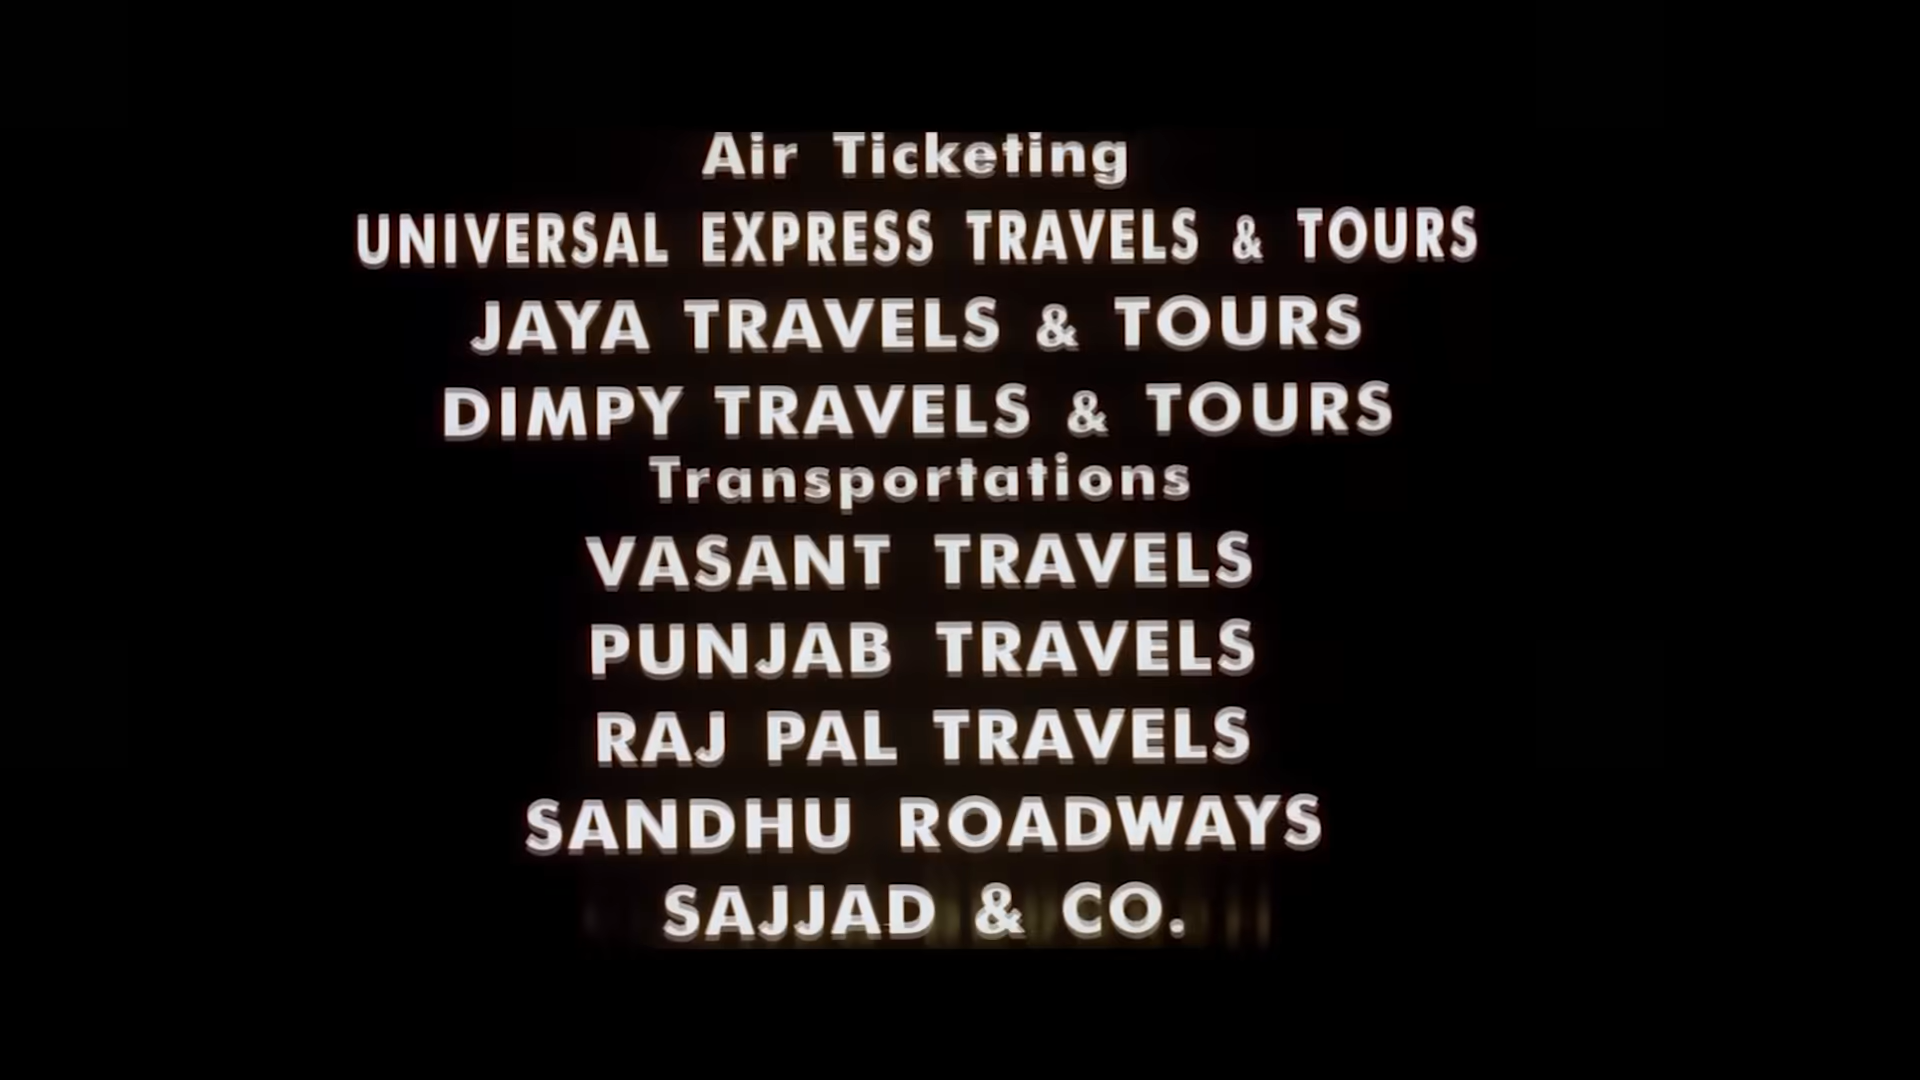 Air Ticketing
UNIVERSAL EXPRESS TRAVELS & TOURS
JAYA TRAVELS & TOURS
DIMPY TRAVELS & TOURS
Transportations
VASANT TRAVELS
PUNJAB TRAVELS
RAJ PAL TRAVELS
SANDHU ROADWAYS
SAJJAD & CO.